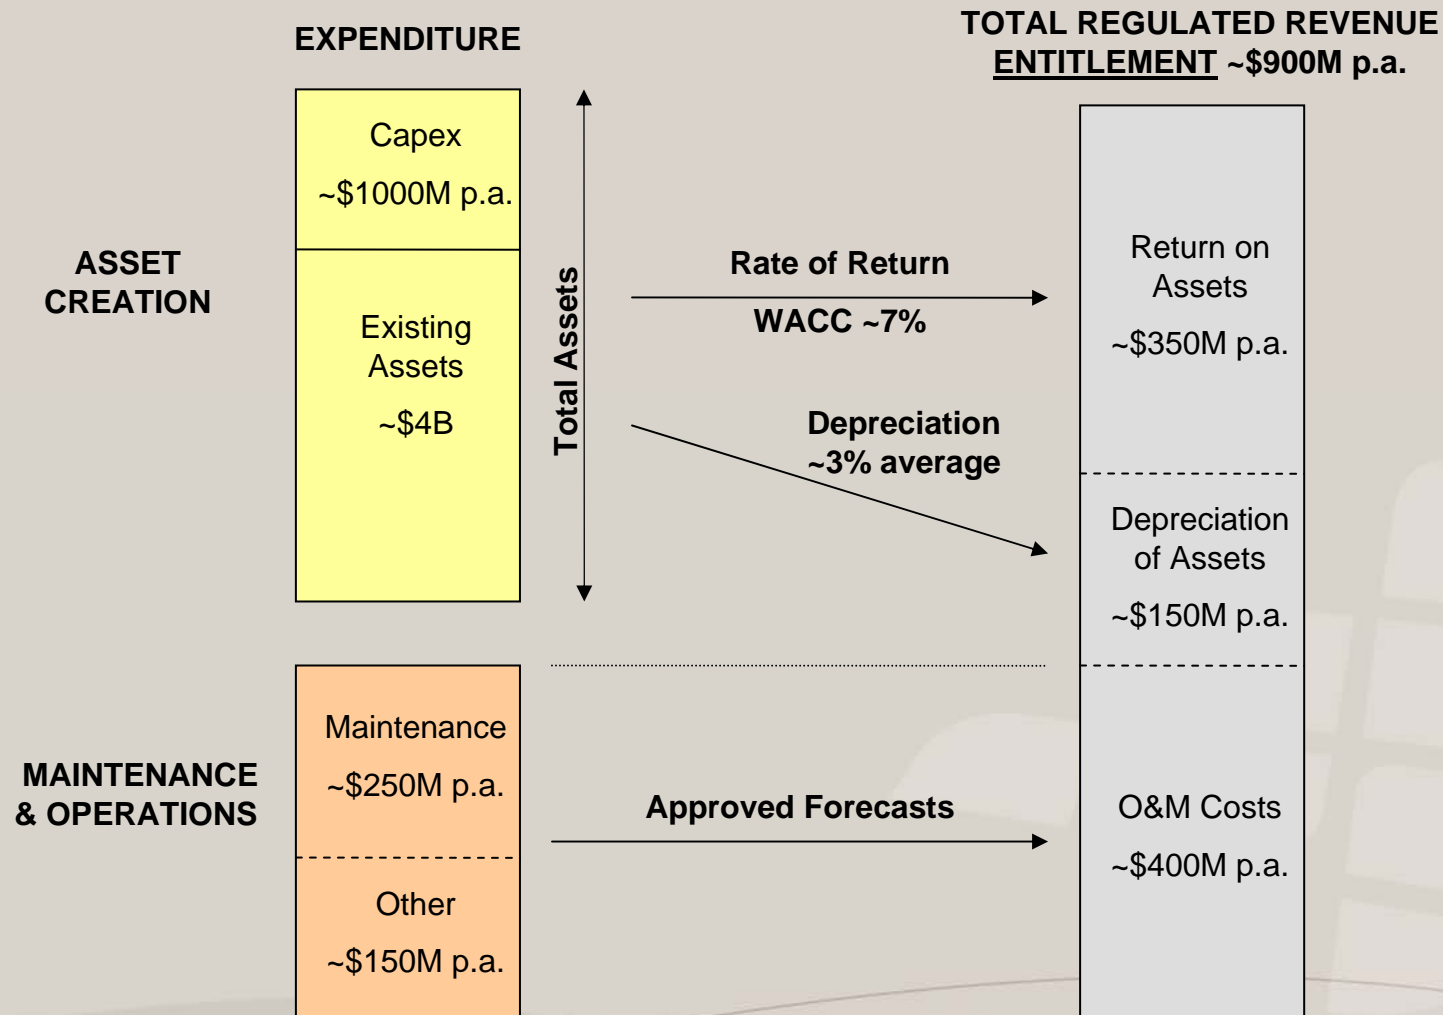 EXPENDITURE
TOTAL REGULATED REVENUE
ENTITLEMENT ~$900M p.a.
Capex
~$1000M p.a.
ASSET
CREATION
Existing
Assets
~$4B
Total Assets
Rate of Return
WACC ~7%
Depreciation
~3% average
Return on
Assets
~$350M p.a.
Depreciation
of Assets
~$150M p.a.
MAINTENANCE
& OPERATIONS
Maintenance
~$250M p.a.
Other
~$150M p.a.
Approved Forecasts
O&M Costs
~$400M p.a.